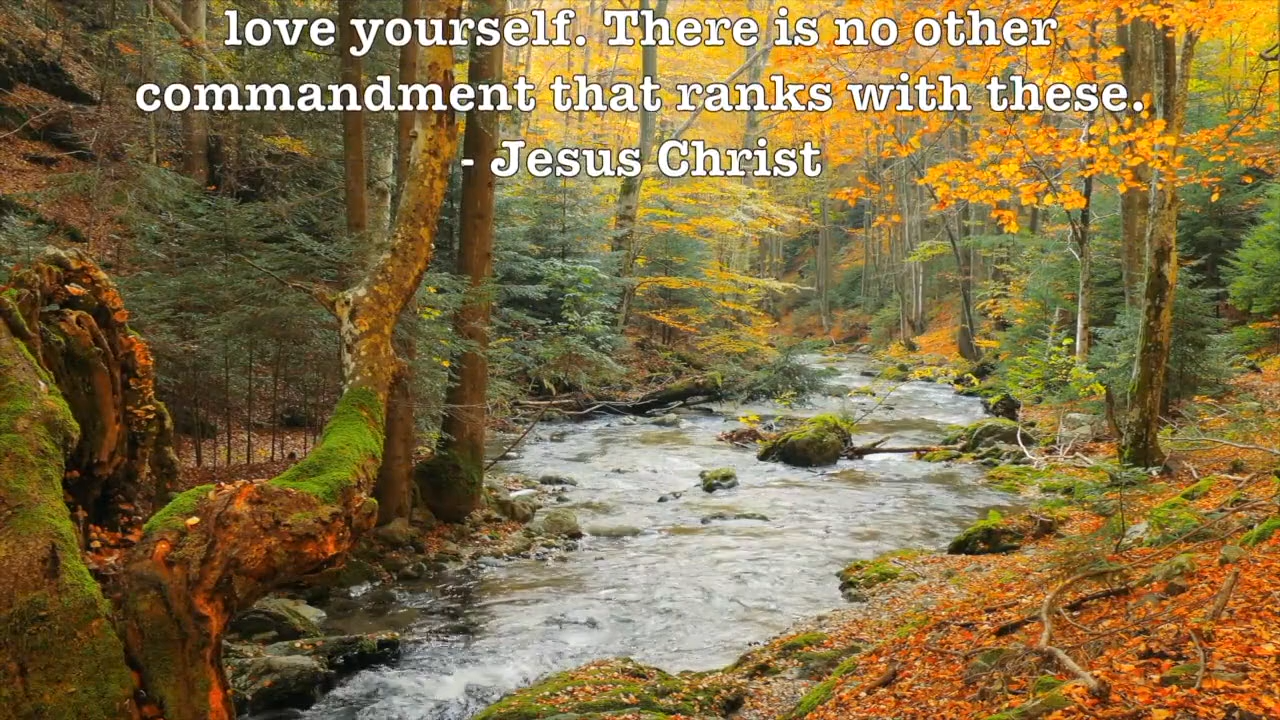 love yourself. There is no other
commandment that ranks with these.
- Jesus Christ